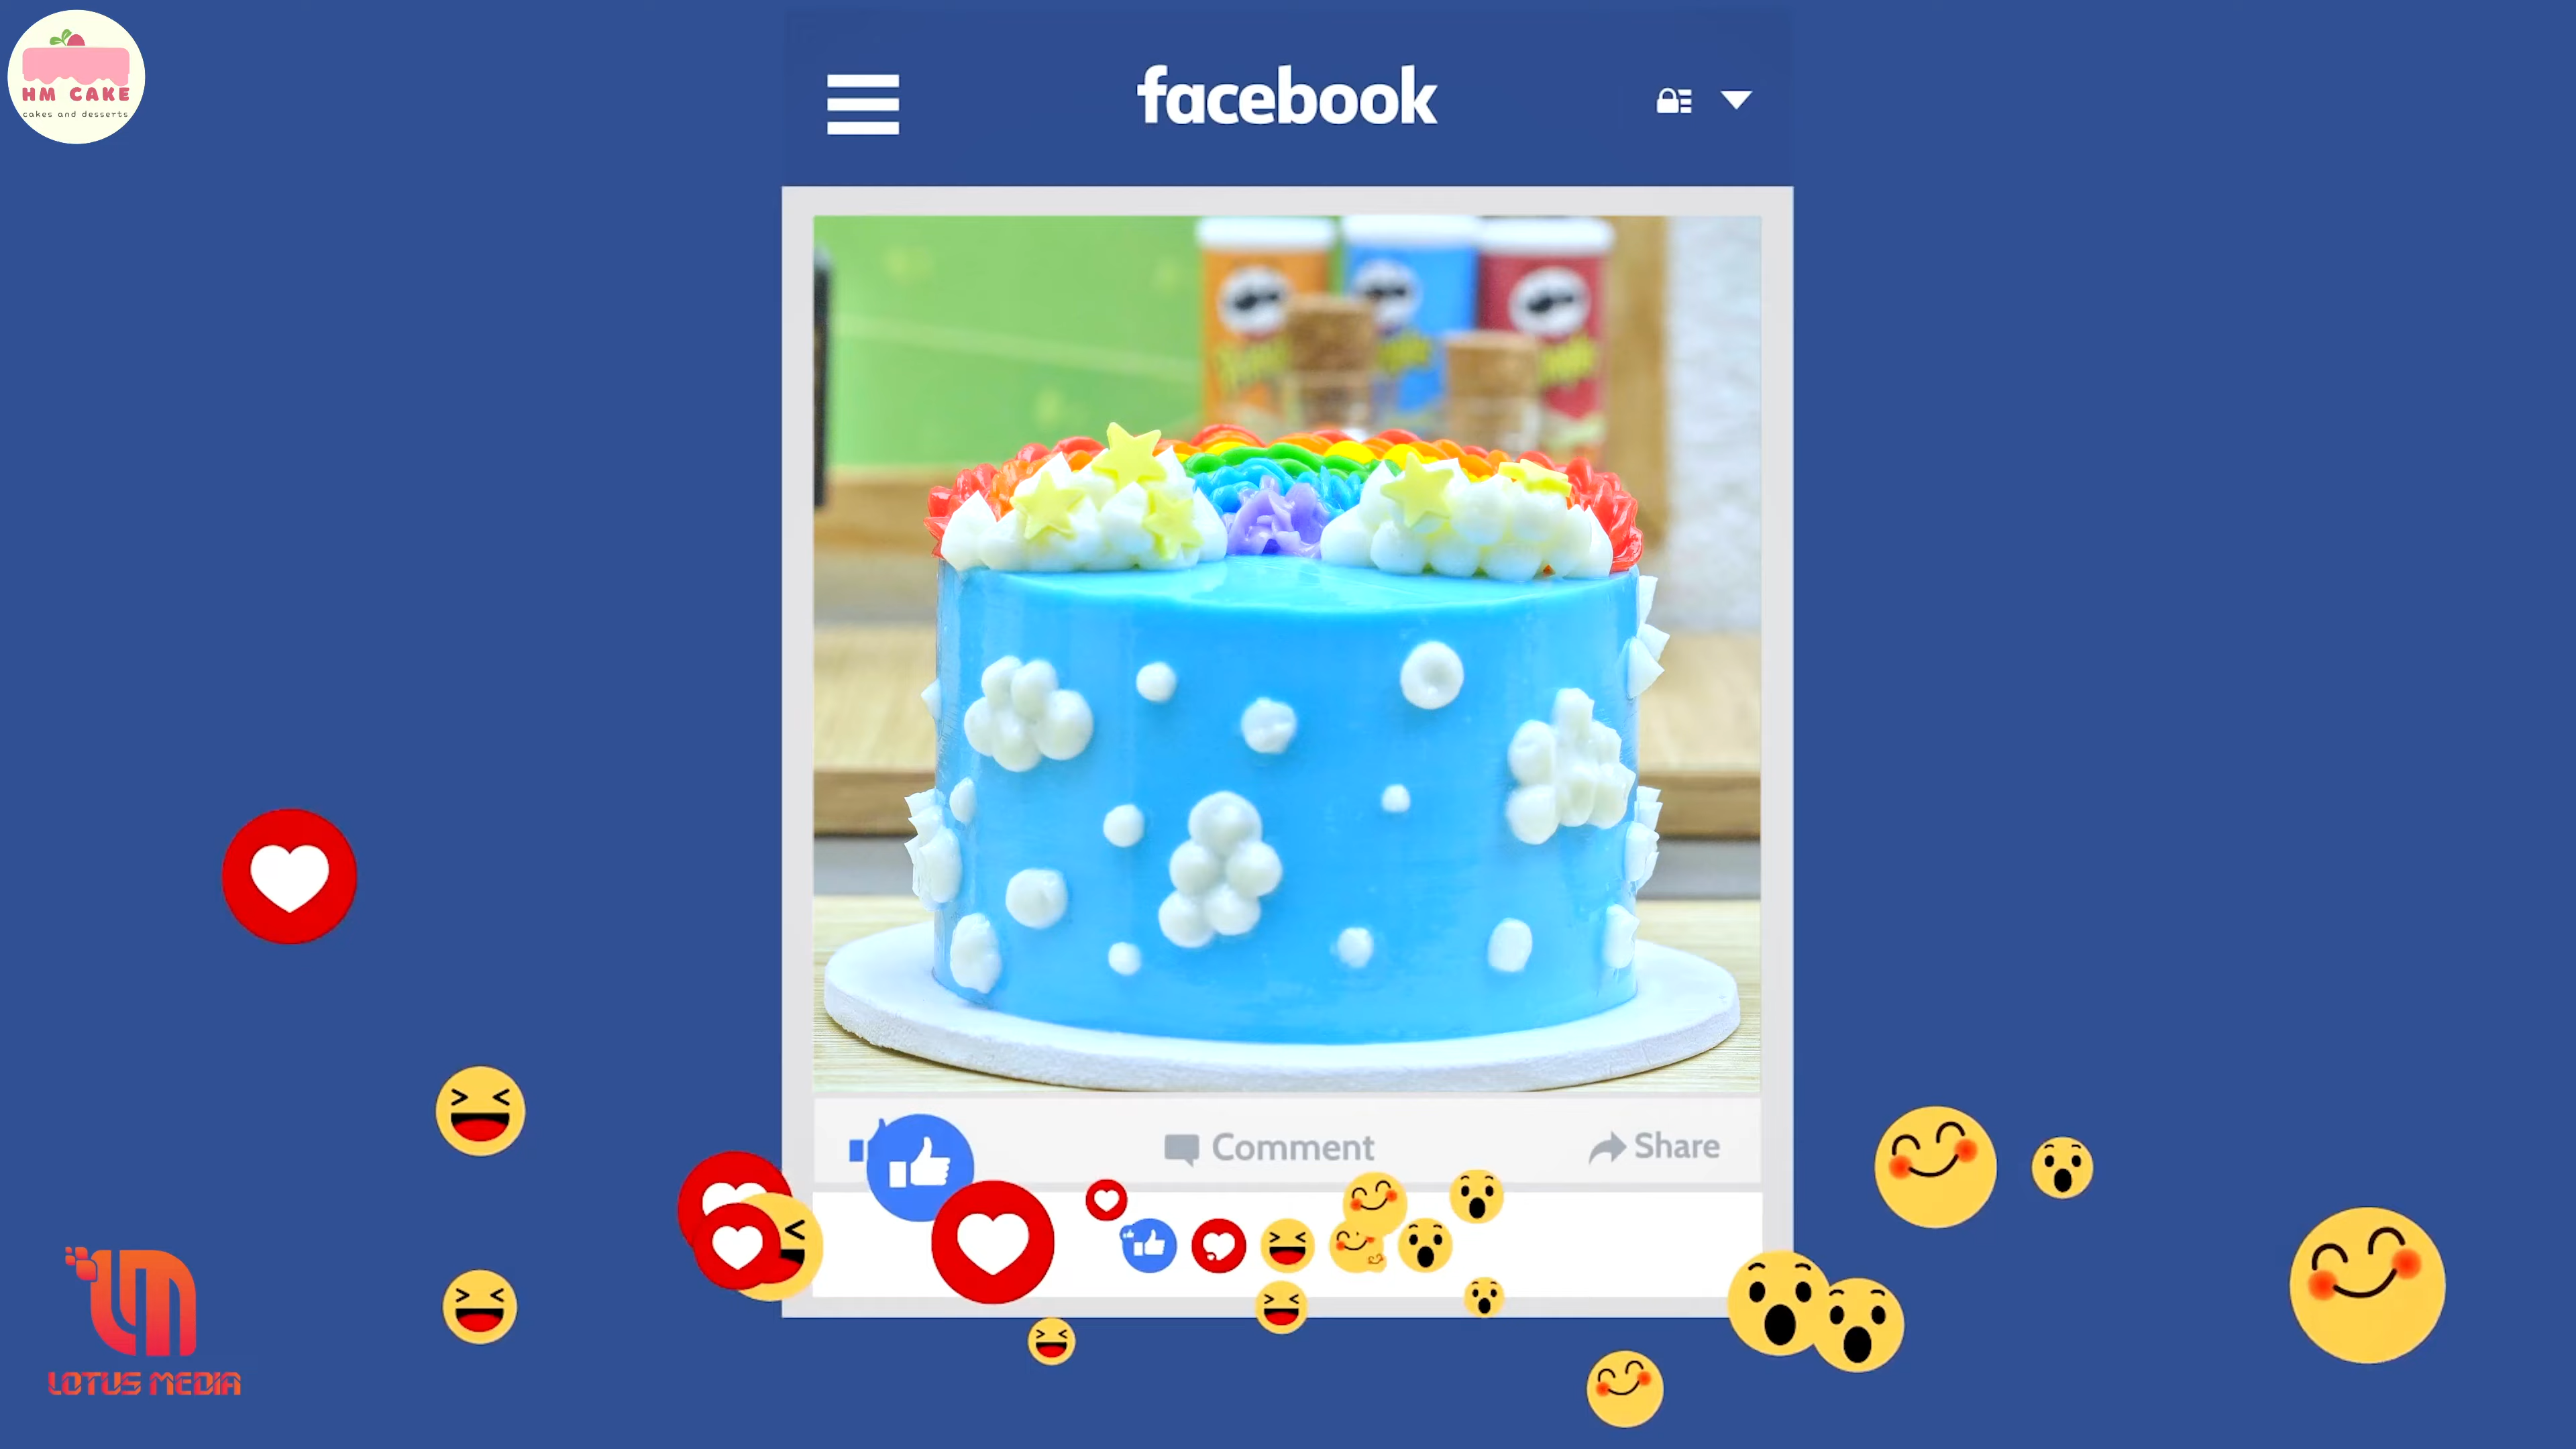 HM CAKE
cakes and desserts
facebook
Comment
Share
LOTUS MEDIA